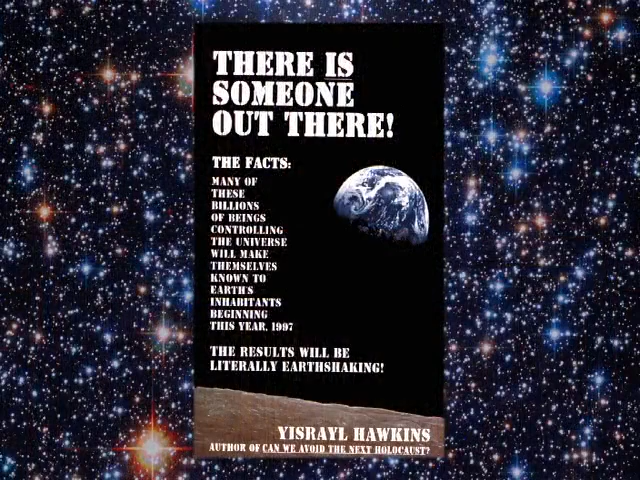 THERE IS
SOMEONE
OUT THERE!
THE FACTS:
MANY OF
THESE
BILLIONS
OF BEINGS
CONTROLLING
THE UNIVERSE
WILL MAKE
THEMSELVES
KNOWN TO
EARTH'S
INHABITANTS
BEGINNING
THIS YEAR, 1997
THE RESULTS WILL BE
LITERALLY EARTHSHAKING!
YISRAYL HAWKINS
AUTHOR OF CAN WE AVOID THE NEXT HOLOCAUST?